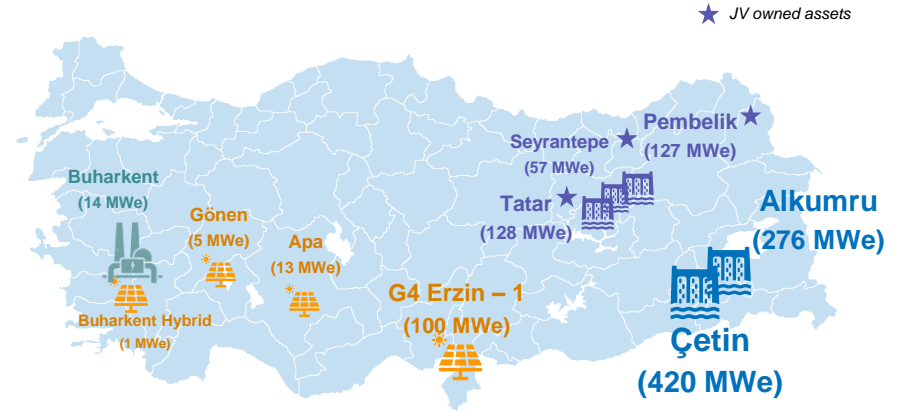 JV owned assets
Pembelik
(127 MWe)
Seyrantepe
(57 MWe)
Buharkent
(14 MWe)
Tatar
(128 MWe)
Alkumru
(276 MWe)
Gönen
(5 MWe)
Apa
(13 MWe)
G4 Erzin – 1
(100 MWe)
Buharkent Hybrid
(1 MWe)
Çetin
(420 MWe)